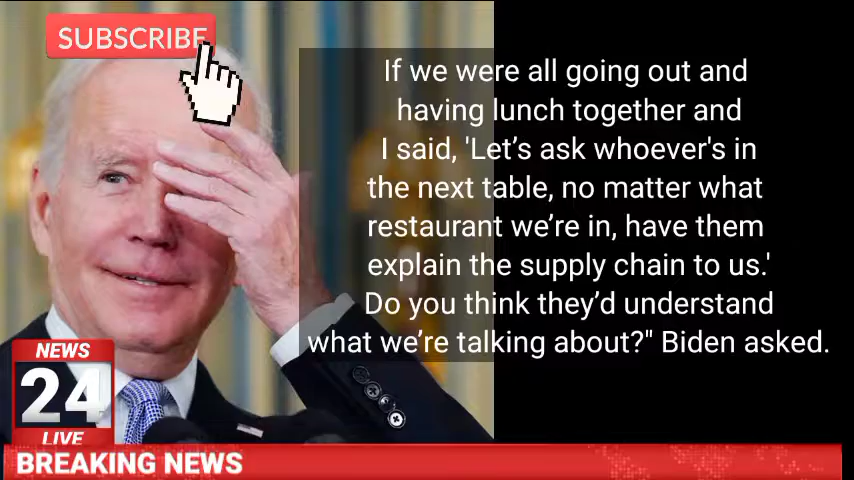 SUBSCRIBE
If we were all going out and
having lunch together and
I said, 'Let’s ask whoever's in
the next table, no matter what
restaurant we’re in, have them
explain the supply chain to us.'
Do you think they’d understand
what we’re talking about?" Biden asked.
NEWS
24
LIVE
BREAKING NEWS